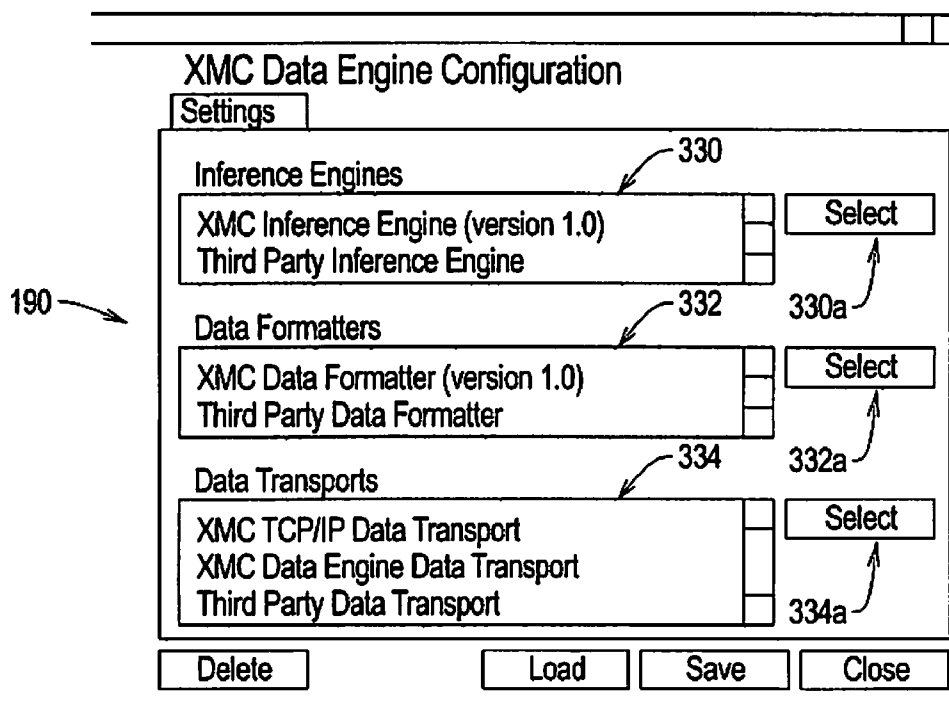 XMC Data Engine Configuration
Settings
330
Inference Engines
XMC Inference Engine (version 1.0)
Third Party Inference Engine
Select
330a
190
332
Data Formatters
XMC Data Formatter (version 1.0)
Third Party Data Formatter
Select
332a
334
Data Transports
XMC TCP/IP Data Transport
XMC Data Engine Data Transport
Third Party Data Transport
Select
334a
Delete
Load
Save
Close